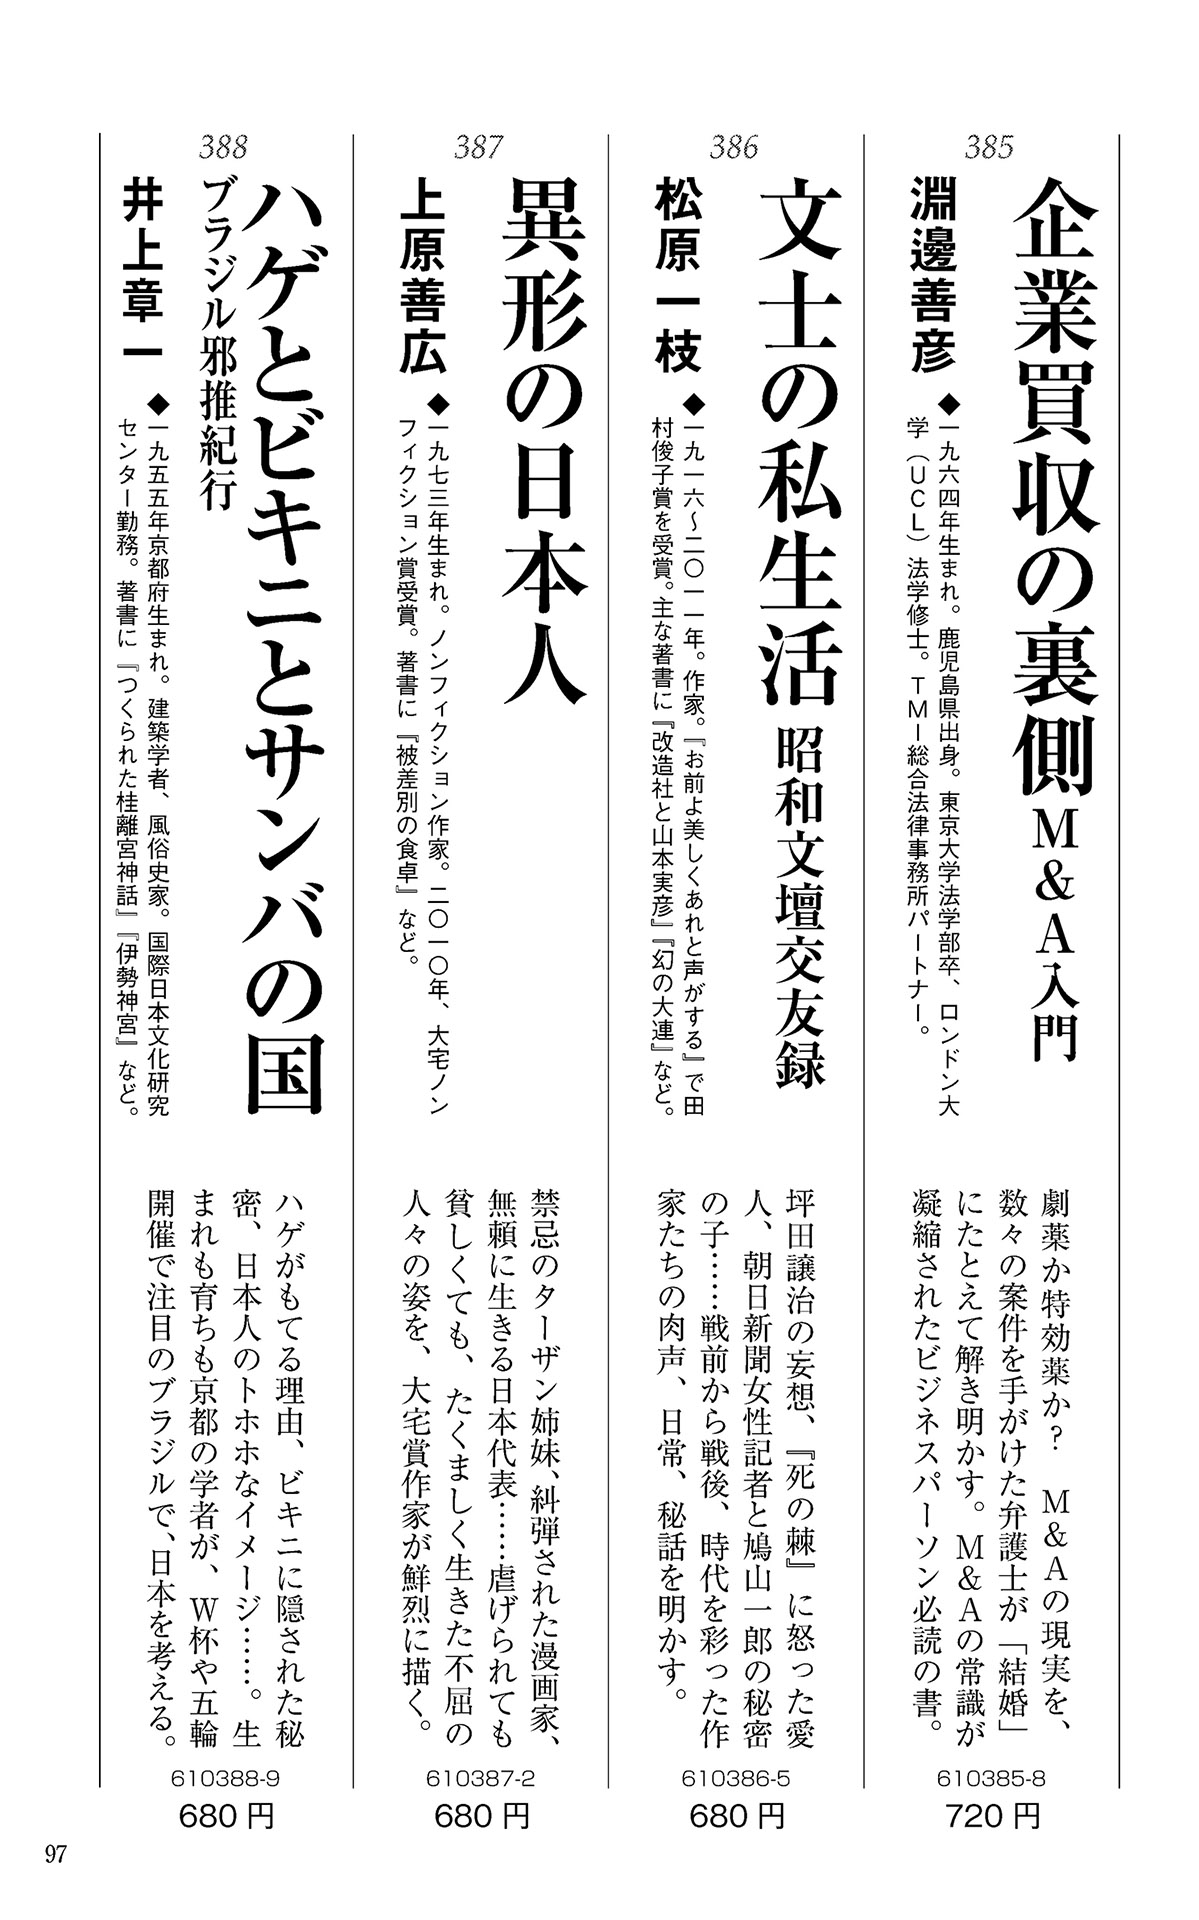 385
企業買収の裏側 M&A入門
淵邊善彦
◆一九六四年生まれ。鹿児島県出身。東京大学法学部卒、ロンドン大
学（UCL）法学修士。TMI総合法律事務所パートナー。
劇薬か特効薬か？　M&Aの現実を、
数々の案件を手がけた弁護士が「結婚」
にたとえて解き明かす。M&Aの常識が
凝縮されたビジネスパーソン必読の書。
610385-8
720円
386
文士の私生活 昭和文壇交友録
松原一枝
◆一九一六〜二〇一一年。作家。『お前よ美しくあれと声がする』で田
村俊子賞を受賞。主な著書に『改造社と山本実彦』『幻の大連』など。
坪田譲治の妄想、『死の棘』に怒った愛
人、朝日新聞女性記者と鳩山一郎の秘密
の子……戦前から戦後、時代を彩った作
家たちの肉声、日常、秘話を明かす。
610386-5
680円
387
異形の日本人
上原善広
◆一九七三年生まれ。ノンフィクション作家。二〇一〇年、大宅ノン
フィクション賞受賞。著書に『被差別の食卓』など。
禁忌のターザン姉妹、糾弾された漫画家、
無頼に生きる日本代表……虐げられても
貧しくても、たくましく生きた不屈の
人々の姿を、大宅賞作家が鮮烈に描く。
610387-2
680円
388
ハゲとビキニとサンバの国
ブラジル邪推紀行
井上章一
◆一九五五年京都府生まれ。建築学者、風俗史家。国際日本文化研究
センター勤務。著書に『つくられた桂離宮神話』『伊勢神宮』など。
ハゲがもてる理由、ビキニに隠された秘
密、日本人のトホホなイメージ……。生
まれも育ちも京都の学者が、W杯や五輪
開催で注目のブラジルで、日本を考える。
610388-9
680円
97